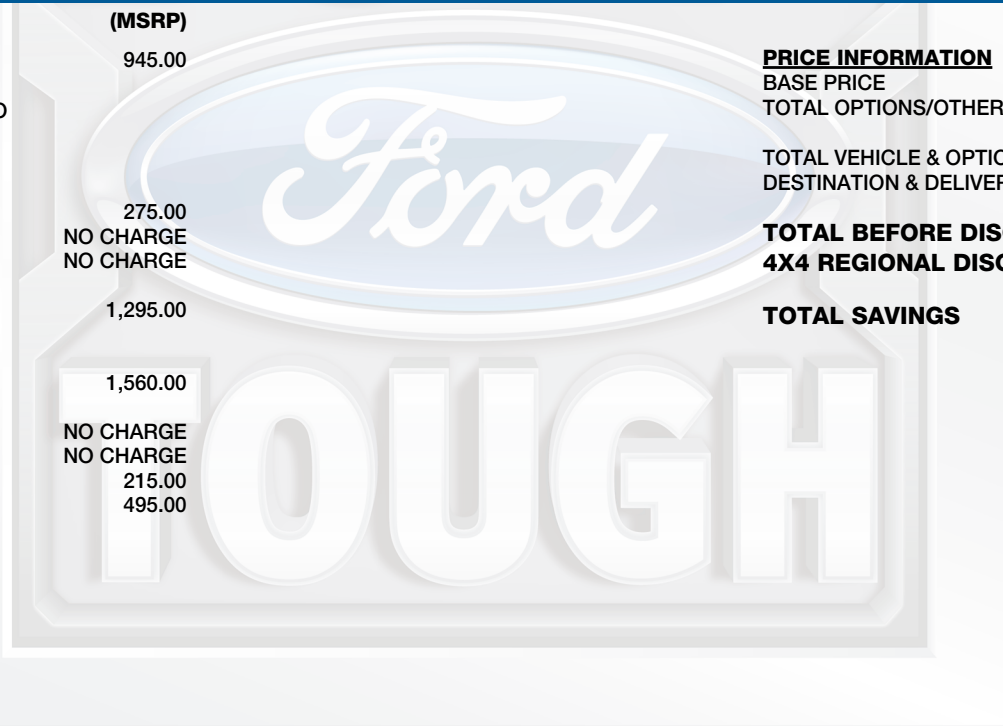 (MSRP)
945.00
275.00
NO CHARGE
NO CHARGE
1,295.00
1,560.00
NO CHARGE
NO CHARGE
215.00
495.00
PRICE INFORMATION
BASE PRICE
TOTAL OPTIONS/OTHER
TOTAL VEHICLE & OPTIO
DESTINATION & DELIVER
TOTAL BEFORE DISC
4X4 REGIONAL DISC
TOTAL SAVINGS
Ford
TOUGH